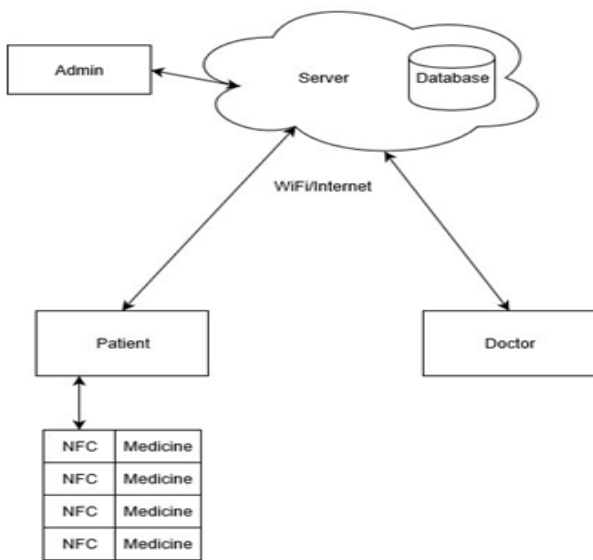 Admin
Server
Database
WiFi/Internet
Patient
Doctor
NFC Medicine
NFC Medicine
NFC Medicine
NFC Medicine